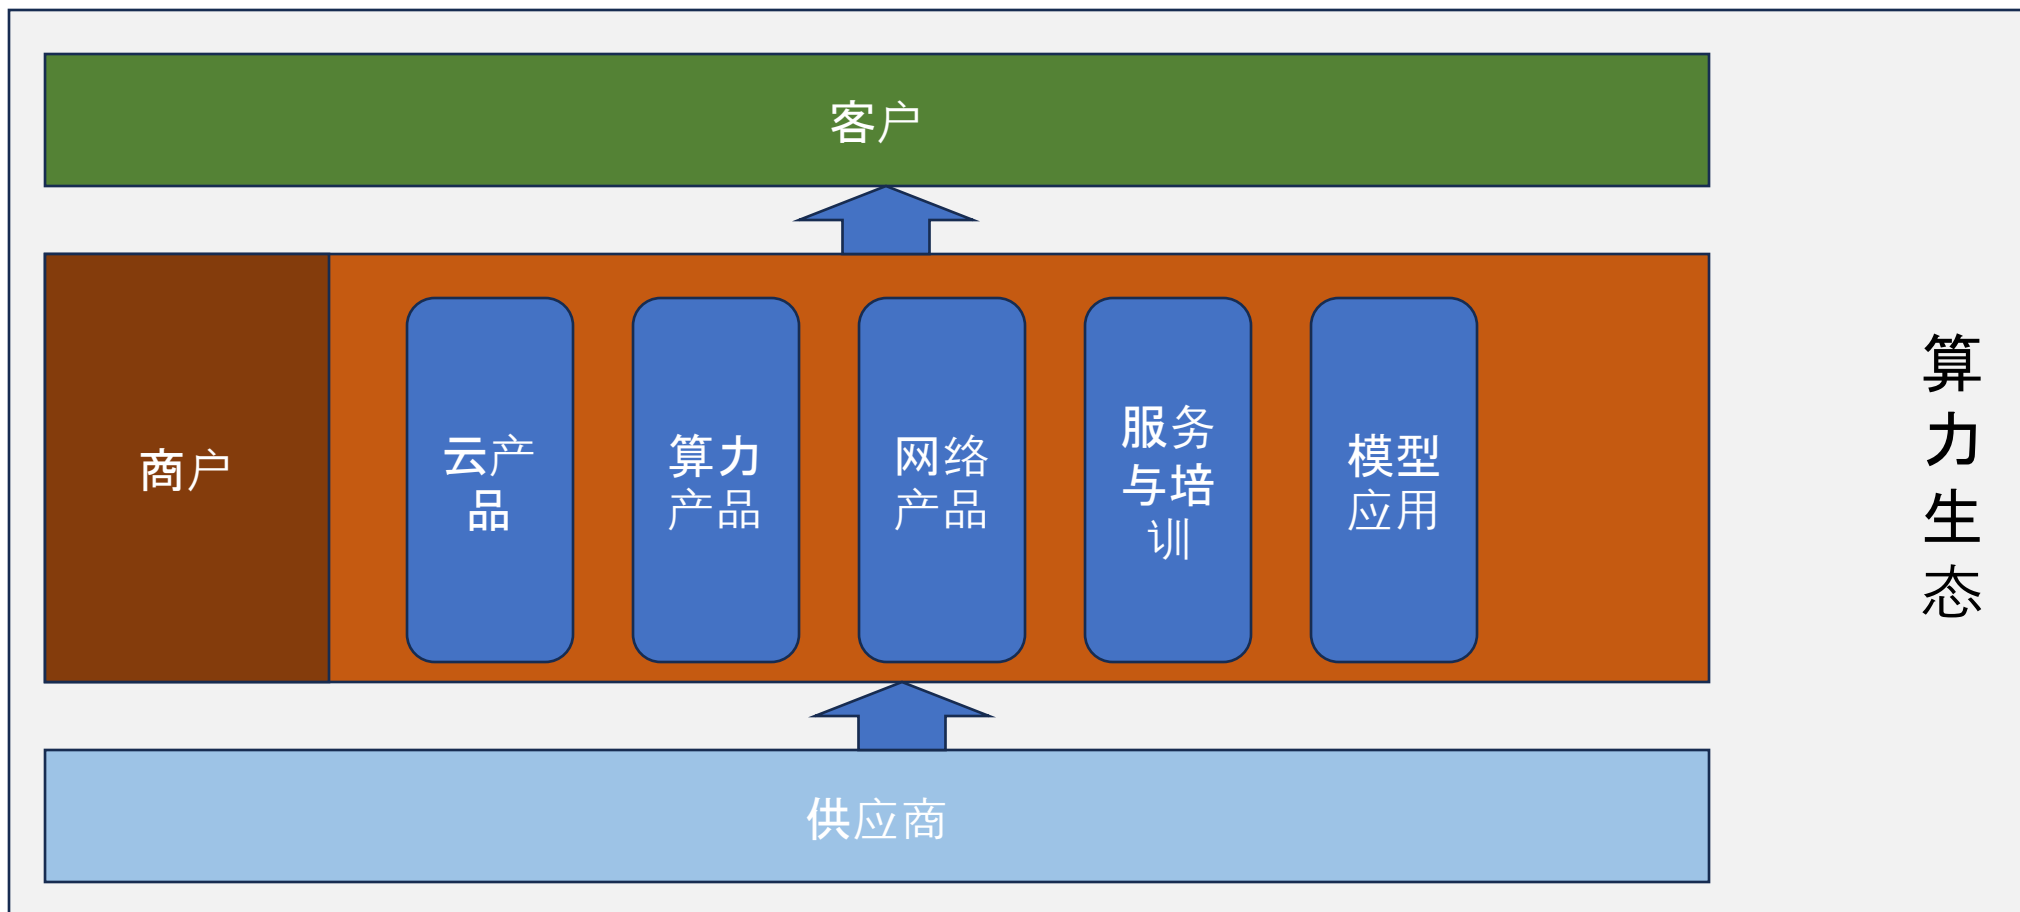 客户
商户
云产
品
算力
产品
网络
产品
服务
与培
训
模型
应用
供应商
算
力
生
态